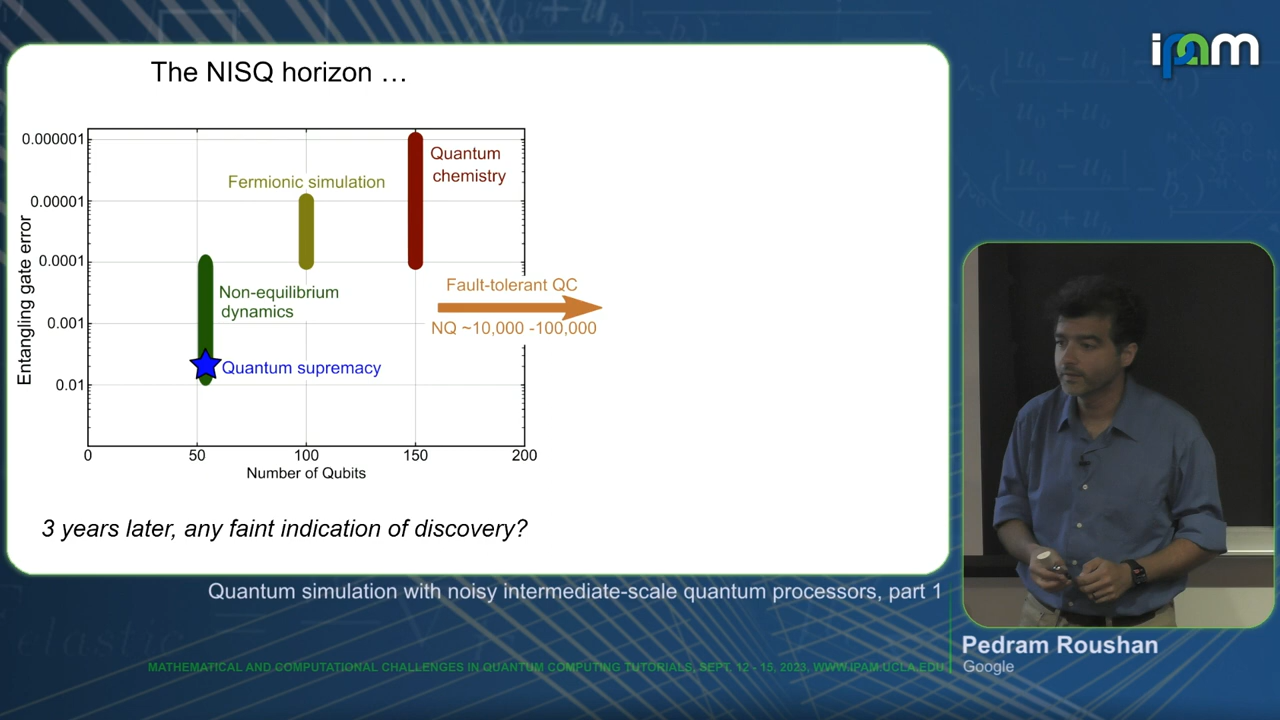 ipam
The NISQ horizon …
0.000001
0.00001
0.0001
0.001
0.01
Entangling gate error
0
50
100
150
200
Number of Qubits
Quantum
chemistry
Fermionic simulation
Non-equilibrium
dynamics
Quantum supremacy
Fault-tolerant QC
NQ ~10,000 -100,000
3 years later, any faint indication of discovery?
Quantum simulation with noisy intermediate-scale quantum processors, part 1
Pedram Roushan
Google
MATHEMATICAL AND COMPUTATIONAL CHALLENGES IN QUANTUM COMPUTING TUTORIALS, SEPT. 12 - 15, 2023, WWW.IPAM.UCLA.EDU